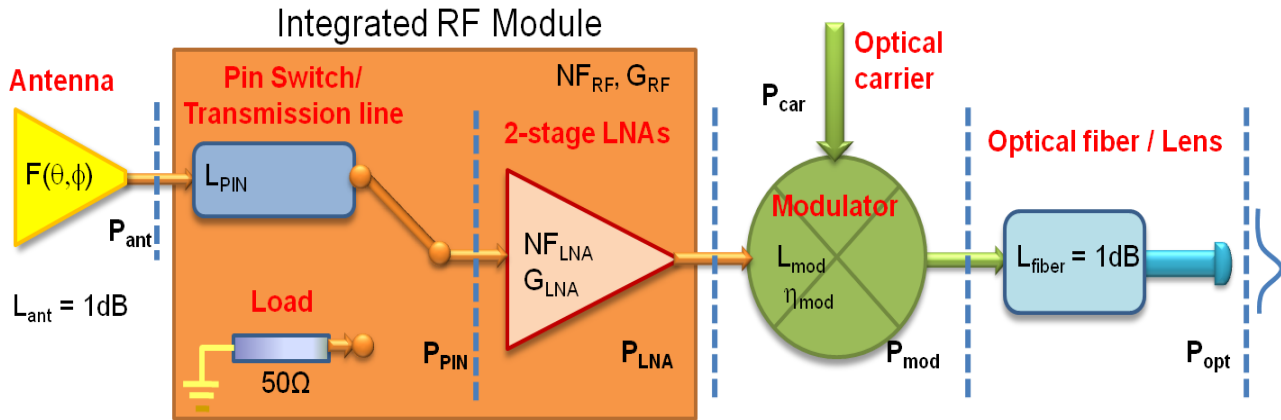 Integrated RF Module
Antenna
F(θ,ϕ)
P_ant
L_ant = 1dB
Pin Switch/
Transmission line
L_PIN
Load
50Ω
P_PIN
NF_RF, G_RF
2-stage LNAs
NF_LNA
G_LNA
P_LNA
Optical
carrier
P_car
Modulator
L_mod
η_mod
P_mod
Optical fiber / Lens
L_fiber = 1dB
P_opt